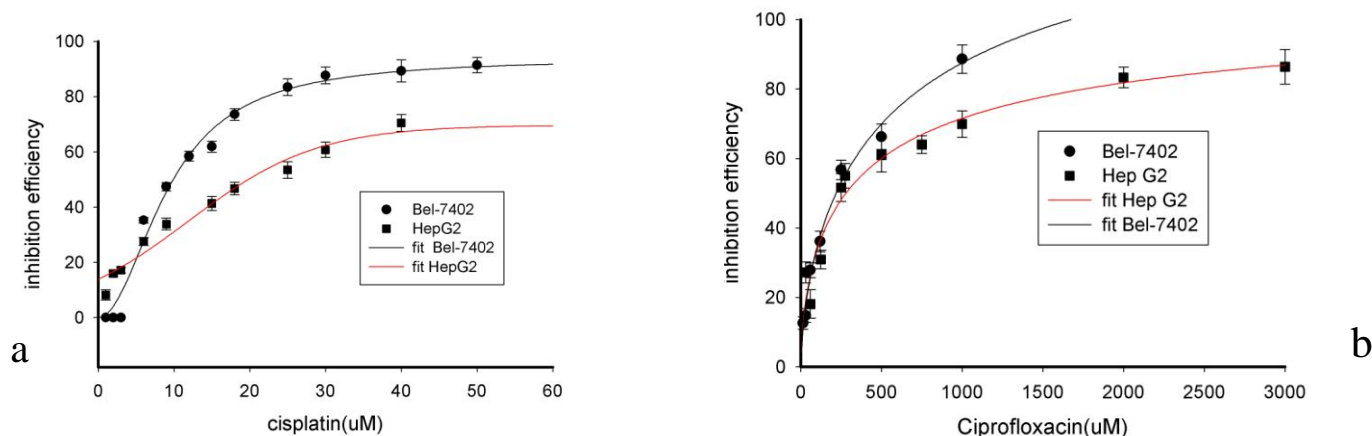 a
inhibition efficiency
100
80
60
40
20
0
0 10 20 30 40 50 60
cisplatin(uM)
Bel-7402
HepG2
fit Bel-7402
fit HepG2
b
inhibition efficiency
100
80
60
40
20
0
0 500 1000 1500 2000 2500 3000
Ciprofloxacin(uM)
Bel-7402
Hep G2
fit Hep G2
fit Bel-7402